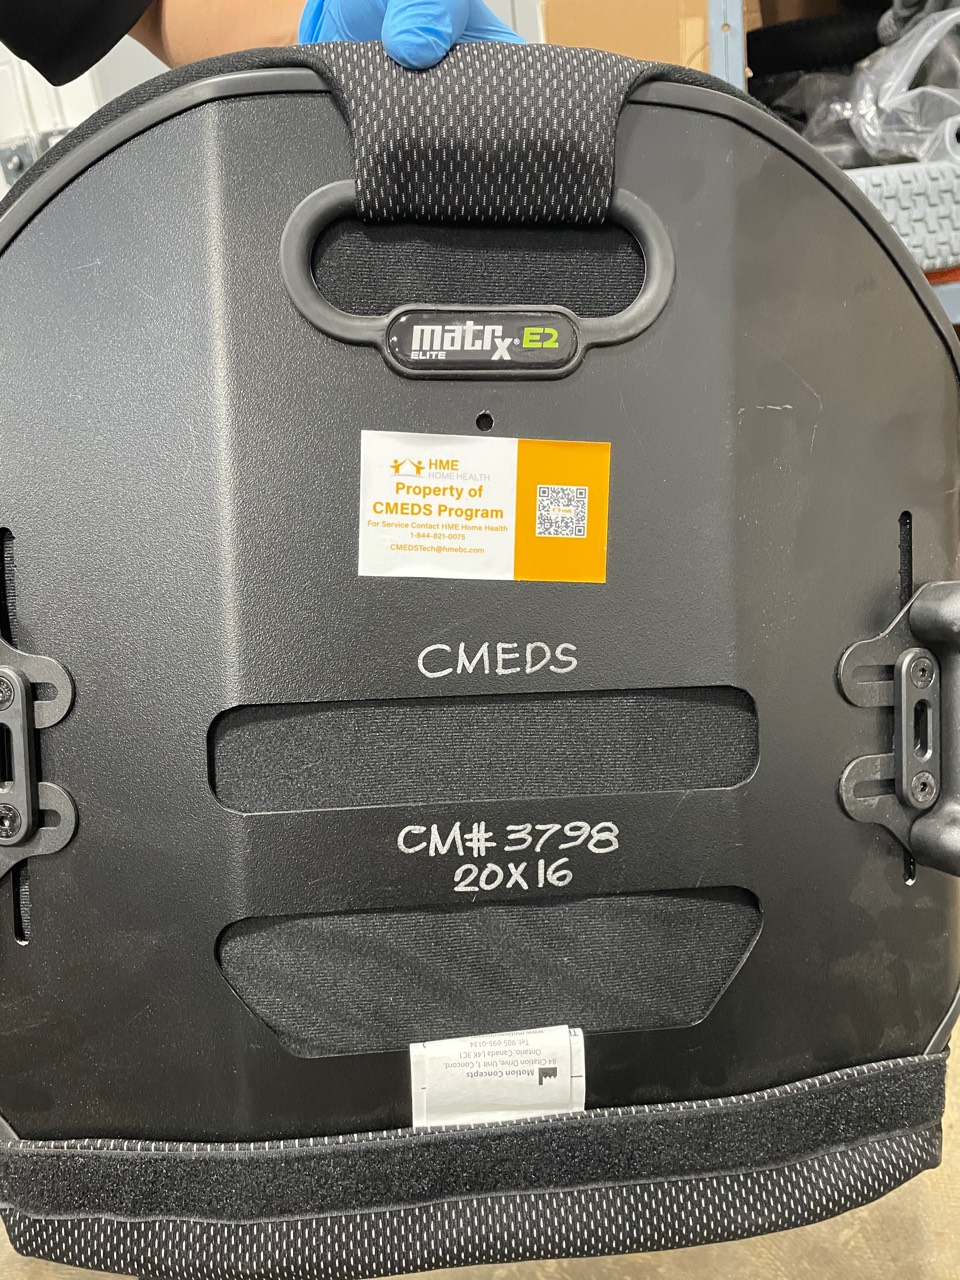 matrx® E2
ELITE
HME
HOME HEALTH
Property of
CMEDS Program
For Service Contact HME Home Health
1-844-821-0075
CMEDSTech@hmebc.com
CMEDS
CM# 3798
20X16
Motion Concepts
84 Citation Drive, Unit 1, Concord,
Ontario, Canada L4K 3C1
Tel: 905-695-0134